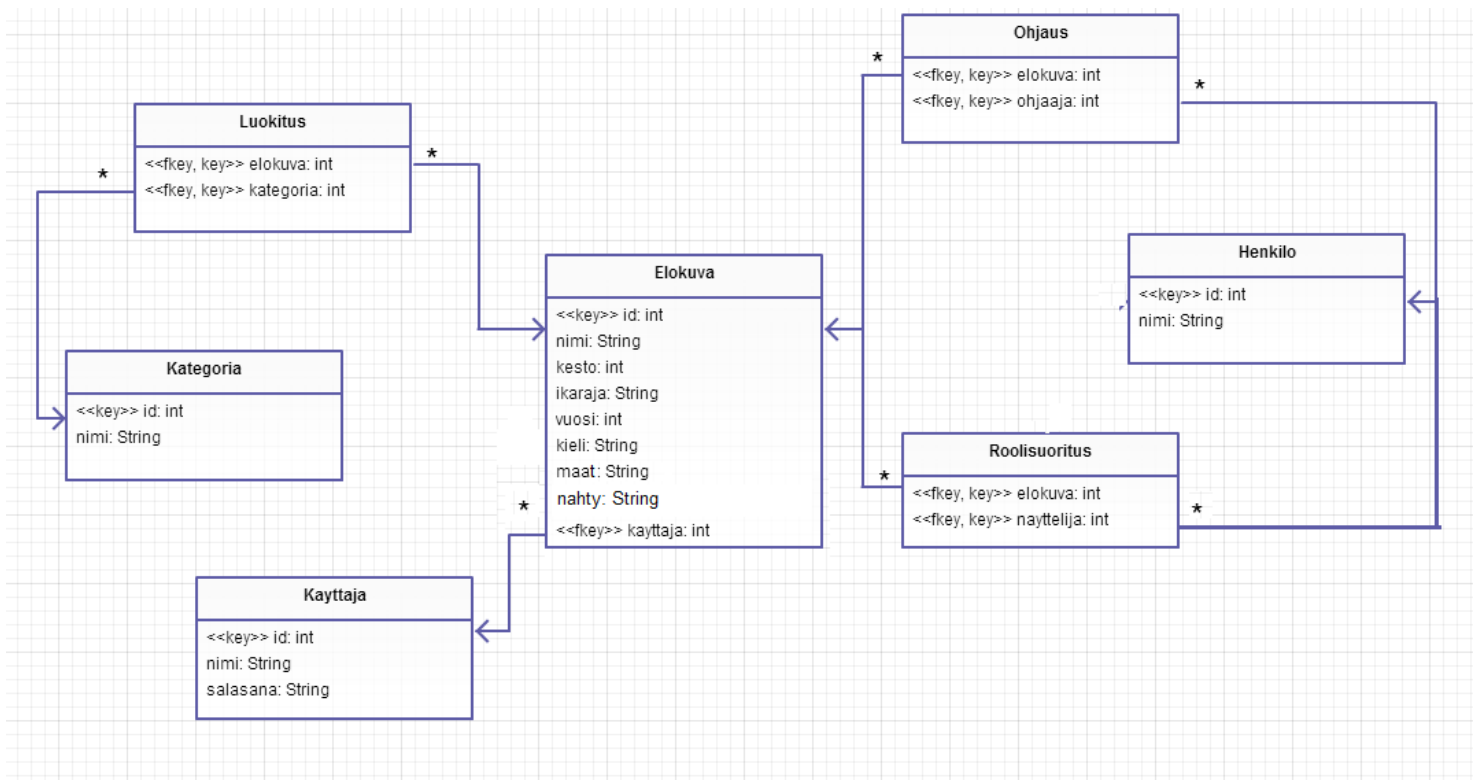 Ohjaus
*
<<fkey, key>> elokuva: int
*
<<fkey, key>> ohjaaja: int
Luokitus
*
<<fkey, key>> elokuva: int
*
<<fkey, key>> kategoria: int
Henkilo
<<key>> id: int
nimi: String
Elokuva
<<key>> id: int
nimi: String
kesto: int
ikaraja: String
vuosi: int
kieli: String
maat: String
nahty: String
*
<<fkey>> kayttaja: int
Kategoria
<<key>> id: int
nimi: String
Roolisuoritus
*
<<fkey, key>> elokuva: int
*
<<fkey, key>> nayttelija: int
Kayttaja
<<key>> id: int
nimi: String
salasana: String